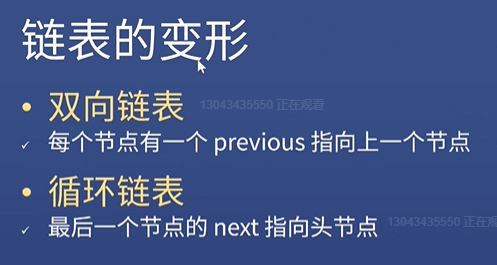 链表的变形
• 双向链表
13043435550 正在观看
✓ 每个节点有一个 previous 指向上一个节点
• 循环链表
✓ 最后一个节点的 next 指向头节点
13043435550 正在观